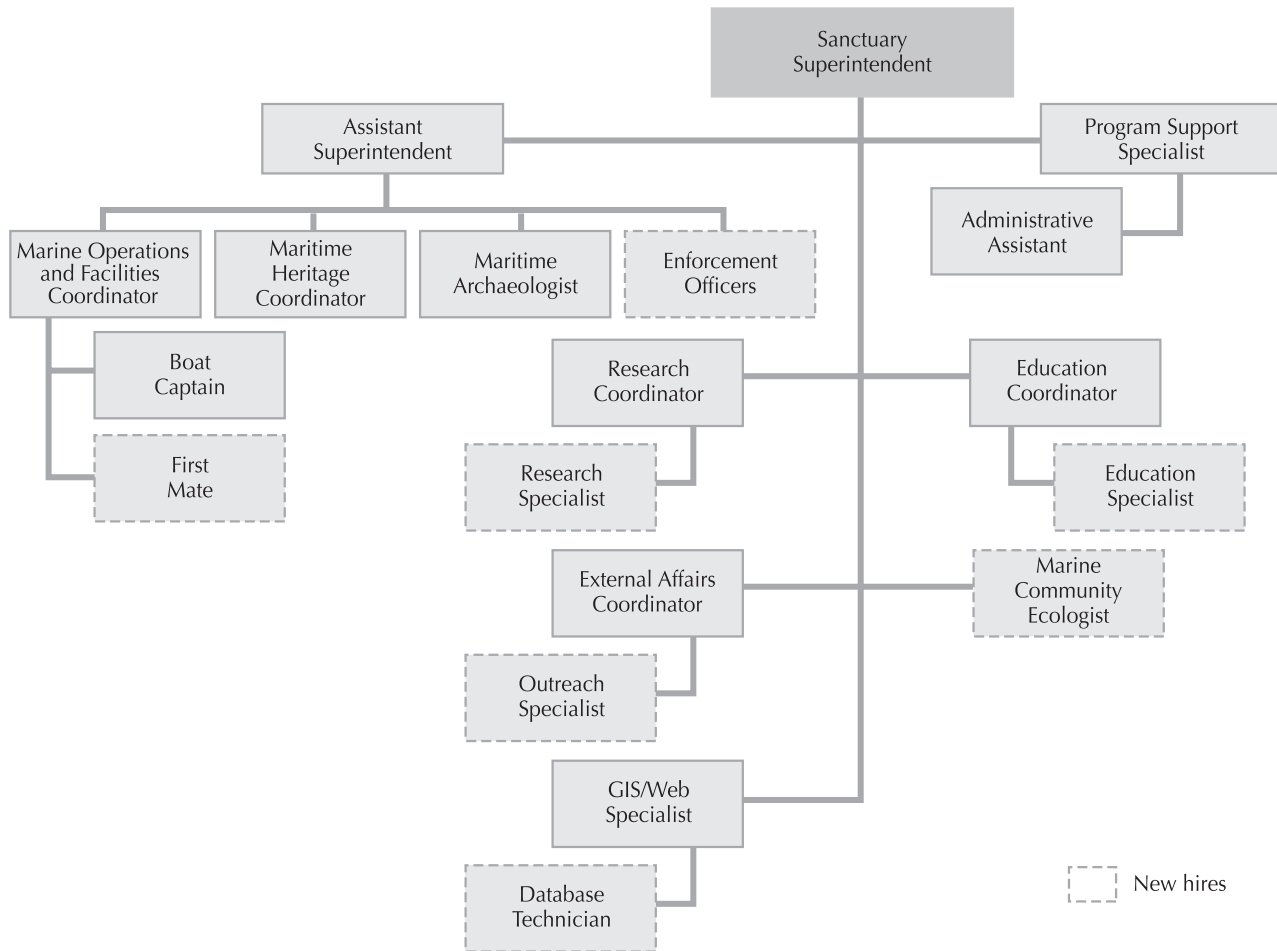 Sanctuary
Superintendent
Assistant
Superintendent
Program Support
Specialist
Administrative
Assistant
Marine Operations
and Facilities
Coordinator
Maritime
Heritage
Coordinator
Maritime
Archaeologist
Enforcement
Officers
Boat
Captain
First
Mate
Research
Coordinator
Education
Coordinator
Research
Specialist
Education
Specialist
External Affairs
Coordinator
Marine
Community
Ecologist
Outreach
Specialist
GIS/Web
Specialist
Database
Technician
New hires